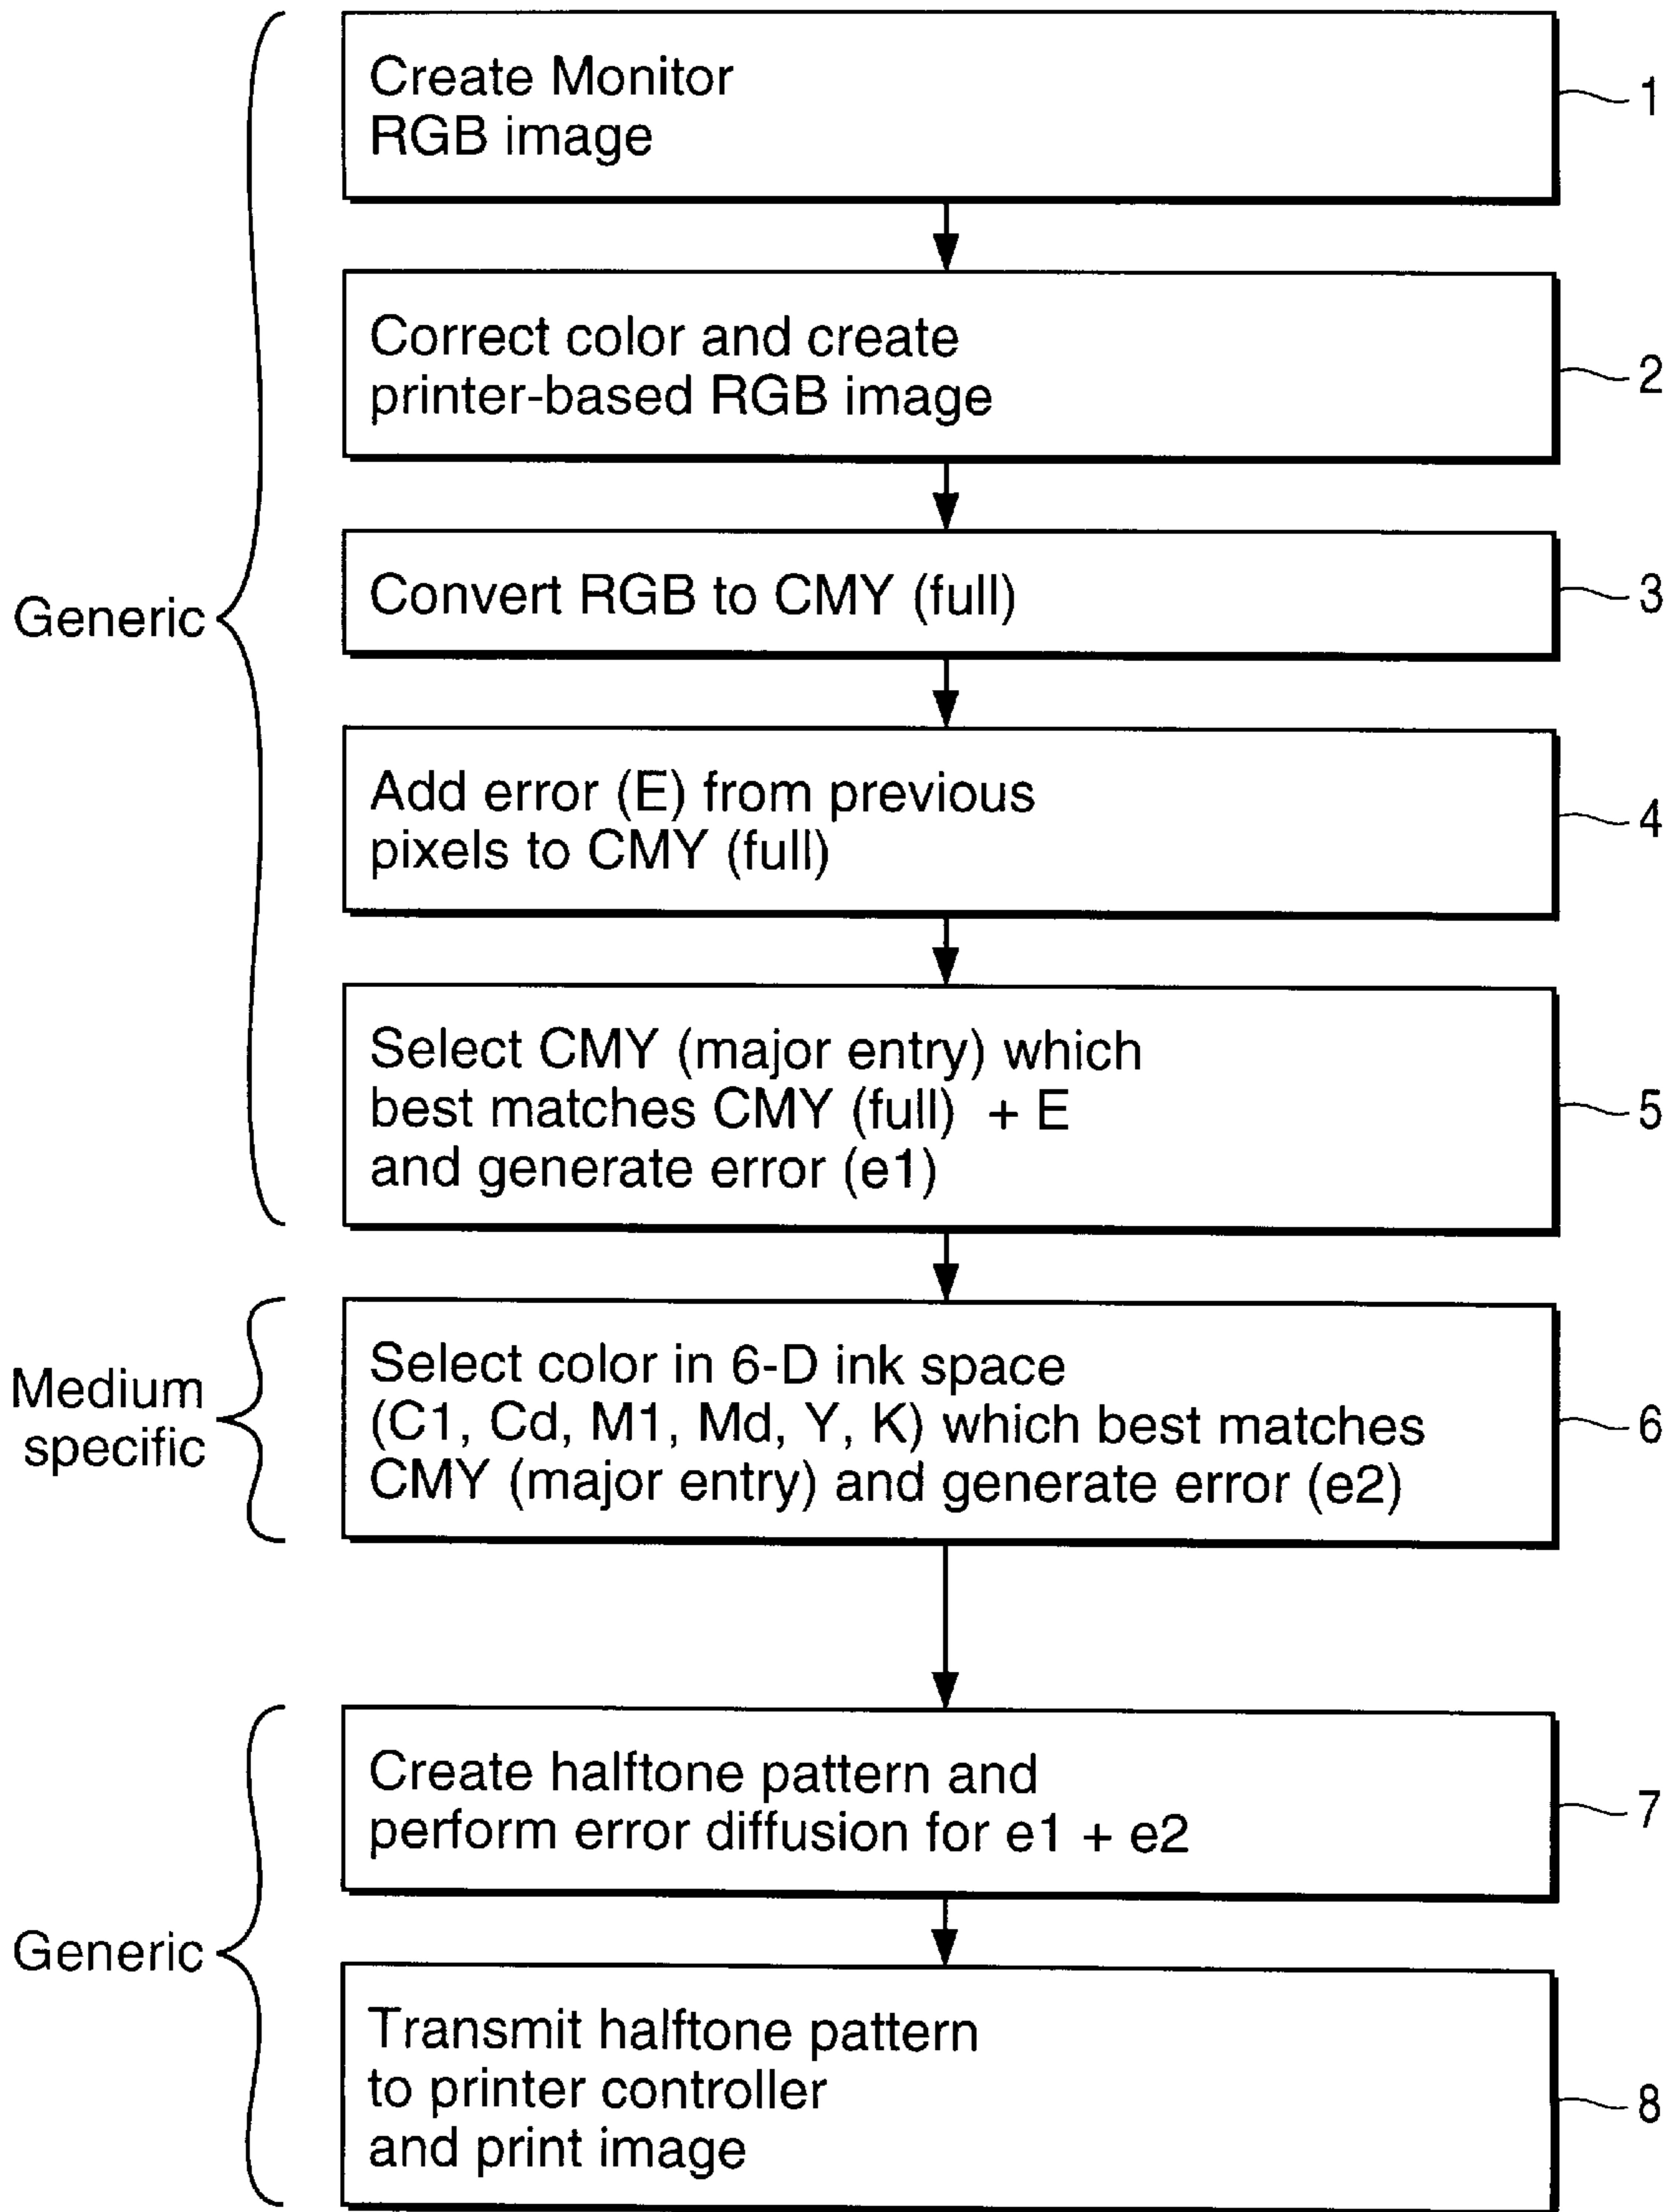 Generic
Create Monitor
RGB image
1
Correct color and create
printer-based RGB image
2
Convert RGB to CMY (full)
3
Add error (E) from previous
pixels to CMY (full)
4
Select CMY (major entry) which
best matches CMY (full) + E
and generate error (e1)
5
Medium
specific
Select color in 6-D ink space
(C1, Cd, M1, Md, Y, K) which best matches
CMY (major entry) and generate error (e2)
6
Generic
Create halftone pattern and
perform error diffusion for e1 + e2
7
Transmit halftone pattern
to printer controller
and print image
8